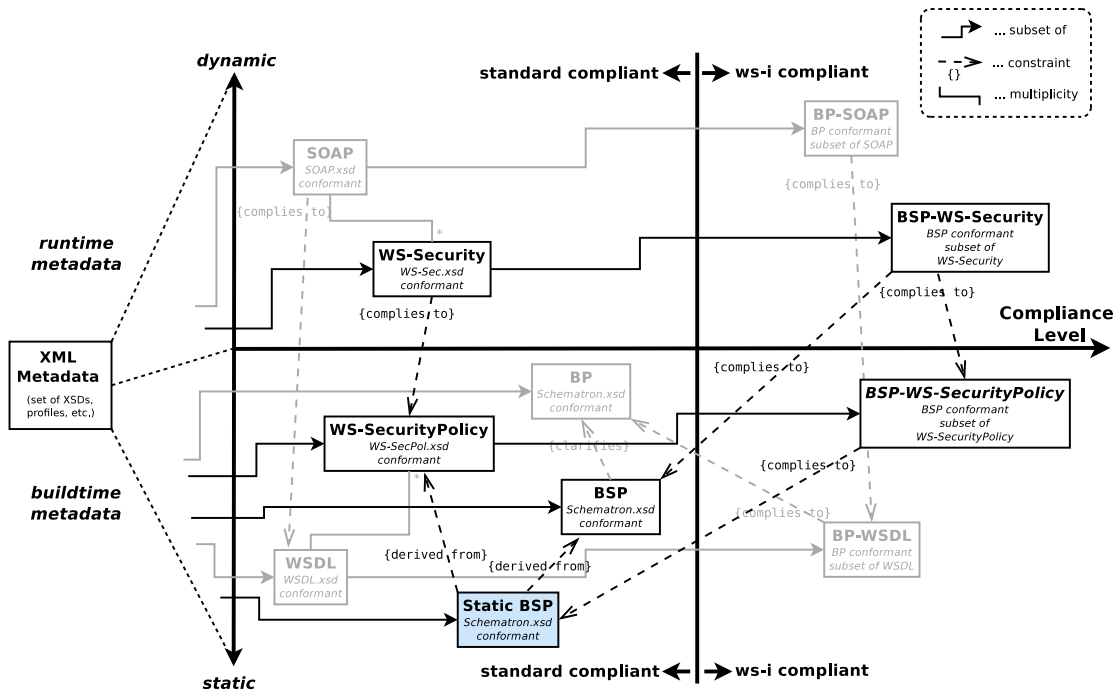 ... subset of
{}
... constraint
... multiplicity
dynamic
standard compliant
ws-i compliant
SOAP
SOAP.xsd
conformant
BP-SOAP
BP conformant
subset of SOAP
{complies to}
{complies to}
runtime
metadata
*
WS-Security
WS-Sec.xsd
conformant
BSP-WS-Security
BSP conformant
subset of
WS-Security
{complies to}
{complies to}
Compliance
Level
XML
Metadata
(set of XSDs,
profiles, etc,)
BP
Schematron.xsd
conformant
{complies to}
BSP-WS-SecurityPolicy
BSP conformant
subset of
WS-SecurityPolicy
WS-SecurityPolicy
WS-SecPol.xsd
conformant
{clarifies}
{complies to}
*
buildtime
metadata
BSP
Schematron.xsd
conformant
{complies to}
BP-WSDL
BP conformant
subset of WSDL
WSDL
WSDL.xsd
conformant
{derived from}
{derived from}
Static BSP
Schematron.xsd
conformant
standard compliant
ws-i compliant
static